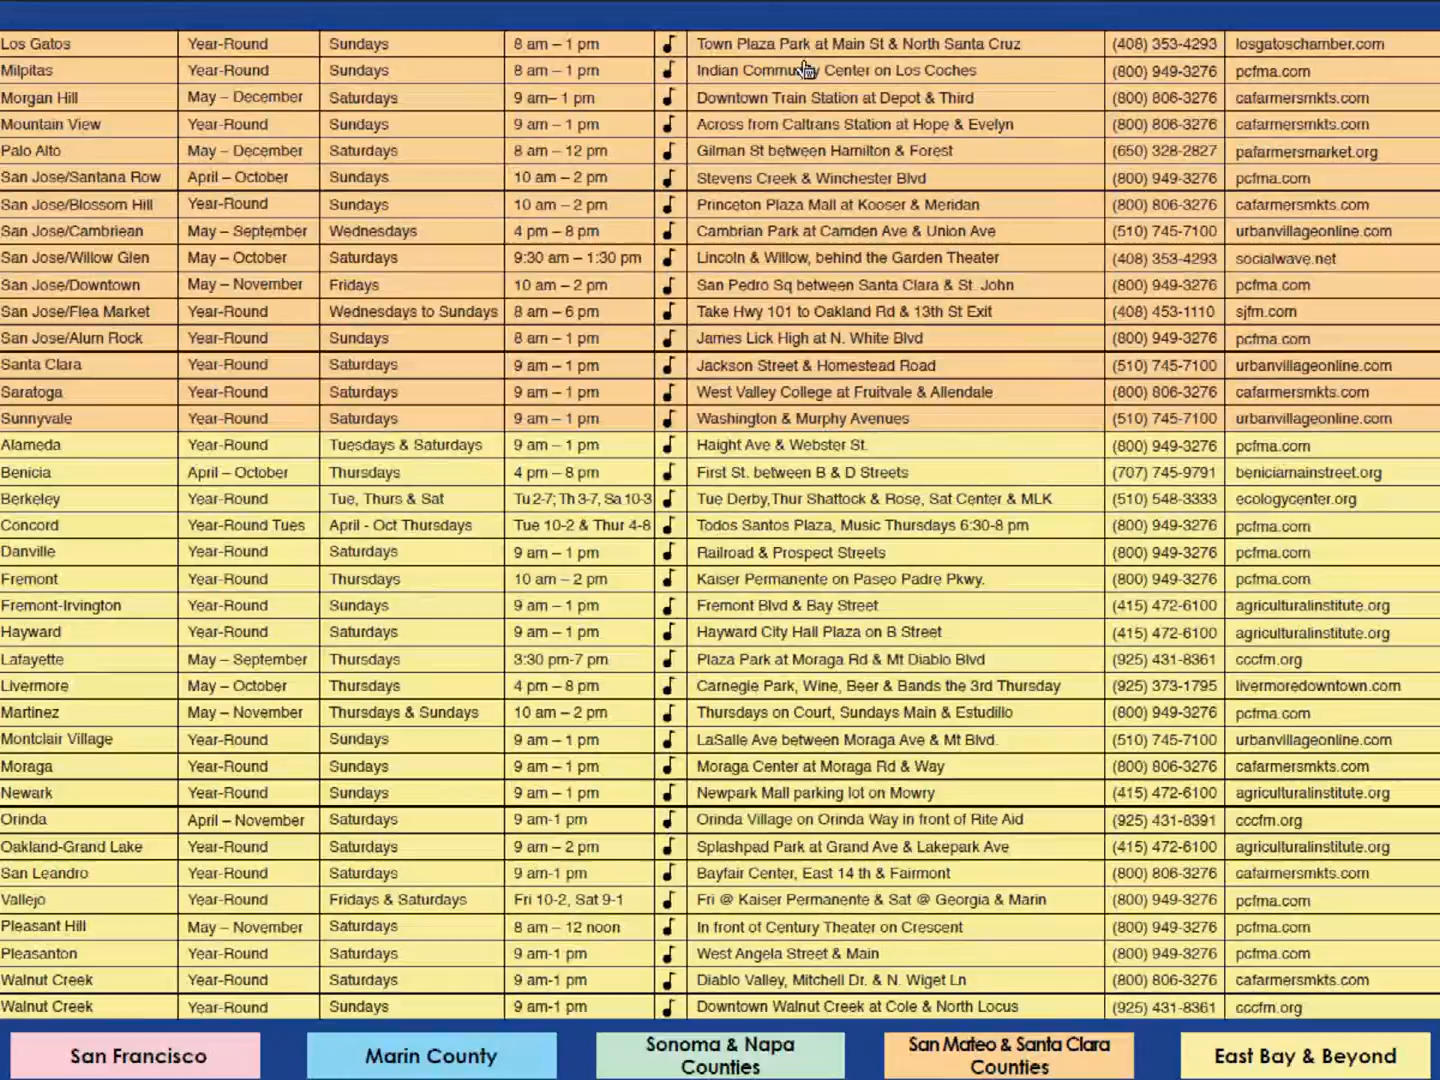 Los Gatos Year-Round Sundays 8 am – 1 pm Town Plaza Park at Main St & North Santa Cruz (408) 353-4293 losgatoschamber.com
Milpitas Year-Round Sundays 8 am – 1 pm Indian Community Center on Los Coches (800) 949-3276 pcfma.com
Morgan Hill May – December Saturdays 9 am– 1 pm Downtown Train Station at Depot & Third (800) 806-3276 cafarmersmkts.com
Mountain View Year-Round Sundays 9 am – 1 pm Across from Caltrans Station at Hope & Evelyn (800) 806-3276 cafarmersmkts.com
Palo Alto May – December Saturdays 8 am – 12 pm Gilman St between Hamilton & Forest (650) 328-2827 pafarmersmarket.org
San Jose/Santana Row April – October Sundays 10 am – 2 pm Stevens Creek & Winchester Blvd (800) 949-3276 pcfma.com
San Jose/Blossom Hill Year-Round Sundays 10 am – 2 pm Princeton Plaza Mall at Kooser & Meridan (800) 806-3276 cafarmersmkts.com
San Jose/Cambriean May – September Wednesdays 4 pm – 8 pm Cambrian Park at Camden Ave & Union Ave (510) 745-7100 urbanvillageonline.com
San Jose/Willow Glen May – October Saturdays 9:30 am – 1:30 pm Lincoln & Willow, behind the Garden Theater (408) 353-4293 socialwave.net
San Jose/Downtown May – November Fridays 10 am – 2 pm San Pedro Sq between Santa Clara & St. John (800) 949-3276 pcfma.com
San Jose/Flea Market Year-Round Wednesdays to Sundays 8 am – 6 pm Take Hwy 101 to Oakland Rd & 13th St Exit (408) 453-1110 sjfm.com
San Jose/Alum Rock Year-Round Sundays 8 am – 1 pm James Lick High at N. White Blvd (800) 949-3276 pcfma.com
Santa Clara Year-Round Saturdays 9 am – 1 pm Jackson Street & Homestead Road (510) 745-7100 urbanvillageonline.com
Saratoga Year-Round Saturdays 9 am – 1 pm West Valley College at Fruitvale & Allendale (800) 806-3276 cafarmersmkts.com
Sunnyvale Year-Round Saturdays 9 am – 1 pm Washington & Murphy Avenues (510) 745-7100 urbanvillageonline.com
Alameda Year-Round Tuesdays & Saturdays 9 am – 1 pm Haight Ave & Webster St. (800) 949-3276 pcfma.com
Benicia April – October Thursdays 4 pm – 8 pm First St. between B & D Streets (707) 745-9791 beniciamainstreet.org
Berkeley Year-Round Tue, Thurs & Sat Tu 2-7; Th 3-7, Sa 10-3 Tue Derby,Thur Shattock & Rose, Sat Center & MLK (510) 548-3333 ecologycenter.org
Concord Year-Round Tues April - Oct Thursdays Tue 10-2 & Thur 4-8 Todos Santos Plaza, Music Thursdays 6:30-8 pm (800) 949-3276 pcfma.com
Danville Year-Round Saturdays 9 am – 1 pm Railroad & Prospect Streets (800) 949-3276 pcfma.com
Fremont Year-Round Thursdays 10 am – 2 pm Kaiser Permanente on Paseo Padre Pkwy. (800) 949-3276 pcfma.com
Fremont-Irvington Year-Round Sundays 9 am – 1 pm Fremont Blvd & Bay Street (415) 472-6100 agriculturalinstitute.org
Hayward Year-Round Saturdays 9 am – 1 pm Hayward City Hall Plaza on B Street (415) 472-6100 agriculturalinstitute.org
Lafayette May – September Thursdays 3:30 pm-7 pm Plaza Park at Moraga Rd & Mt Diablo Blvd (925) 431-8361 cccfm.org
Livermore May – October Thursdays 4 pm – 8 pm Carnegie Park, Wine, Beer & Bands the 3rd Thursday (925) 373-1795 livermoredowntown.com
Martinez May – November Thursdays & Sundays 10 am – 2 pm Thursdays on Court, Sundays Main & Estudillo (800) 949-3276 pcfma.com
Montclair Village Year-Round Sundays 9 am – 1 pm LaSalle Ave between Moraga Ave & Mt Blvd. (510) 745-7100 urbanvillageonline.com
Moraga Year-Round Sundays 9 am – 1 pm Moraga Center at Moraga Rd & Way (800) 806-3276 cafarmersmkts.com
Newark Year-Round Sundays 9 am – 1 pm Newpark Mall parking lot on Mowry (415) 472-6100 agriculturalinstitute.org
Orinda April – November Saturdays 9 am-1 pm Orinda Village on Orinda Way in front of Rite Aid (925) 431-8391 cccfm.org
Oakland-Grand Lake Year-Round Saturdays 9 am – 2 pm Splashpad Park at Grand Ave & Lakepark Ave (415) 472-6100 agriculturalinstitute.org
San Leandro Year-Round Saturdays 9 am-1 pm Bayfair Center, East 14 th & Fairmont (800) 806-3276 cafarmersmkts.com
Vallejo Year-Round Fridays & Saturdays Fri 10-2, Sat 9-1 Fri @ Kaiser Permanente & Sat @ Georgia & Marin (800) 949-3276 pcfma.com
Pleasant Hill May – November Saturdays 8 am – 12 noon In front of Century Theater on Crescent (800) 949-3276 pcfma.com
Pleasanton Year-Round Saturdays 9 am-1 pm West Angela Street & Main (800) 949-3276 pcfma.com
Walnut Creek Year-Round Saturdays 9 am-1 pm Diablo Valley, Mitchell Dr. & N. Wiget Ln (800) 806-3276 cafarmersmkts.com
Walnut Creek Year-Round Sundays 9 am-1 pm Downtown Walnut Creek at Cole & North Locus (925) 431-8361 cccfm.org
San Francisco
Marin County
Sonoma & Napa
Counties
San Mateo & Santa Clara
Counties
East Bay & Beyond